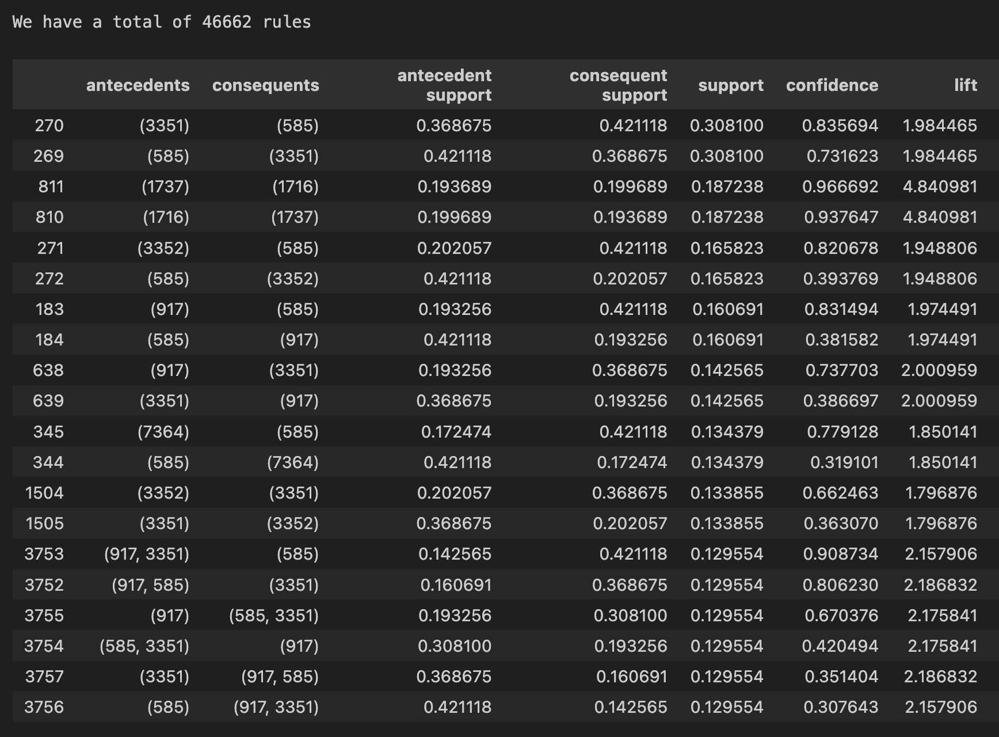 We have a total of 46662 rules
antecedents consequents antecedent support consequent support support confidence lift
270 (3351) (585) 0.368675 0.421118 0.308100 0.835694 1.984465
269 (585) (3351) 0.421118 0.368675 0.308100 0.731623 1.984465
811 (1737) (1716) 0.193689 0.199689 0.187238 0.966692 4.840981
810 (1716) (1737) 0.199689 0.193689 0.187238 0.937647 4.840981
271 (3352) (585) 0.202057 0.421118 0.165823 0.820678 1.948806
272 (585) (3352) 0.421118 0.202057 0.165823 0.393769 1.948806
183 (917) (585) 0.193256 0.421118 0.160691 0.831494 1.974491
184 (585) (917) 0.421118 0.193256 0.160691 0.381582 1.974491
638 (917) (3351) 0.193256 0.368675 0.142565 0.737703 2.000959
639 (3351) (917) 0.368675 0.193256 0.142565 0.386697 2.000959
345 (7364) (585) 0.172474 0.421118 0.134379 0.779128 1.850141
344 (585) (7364) 0.421118 0.172474 0.134379 0.319101 1.850141
1504 (3352) (3351) 0.202057 0.368675 0.133855 0.662463 1.796876
1505 (3351) (3352) 0.368675 0.202057 0.133855 0.363070 1.796876
3753 (917, 3351) (585) 0.142565 0.421118 0.129554 0.908734 2.157906
3752 (917, 585) (3351) 0.160691 0.368675 0.129554 0.806230 2.186832
3755 (917) (585, 3351) 0.193256 0.308100 0.129554 0.670376 2.175841
3754 (585, 3351) (917) 0.308100 0.193256 0.129554 0.420494 2.175841
3757 (3351) (917, 585) 0.368675 0.160691 0.129554 0.351404 2.186832
3756 (585) (917, 3351) 0.421118 0.142565 0.129554 0.307643 2.157906